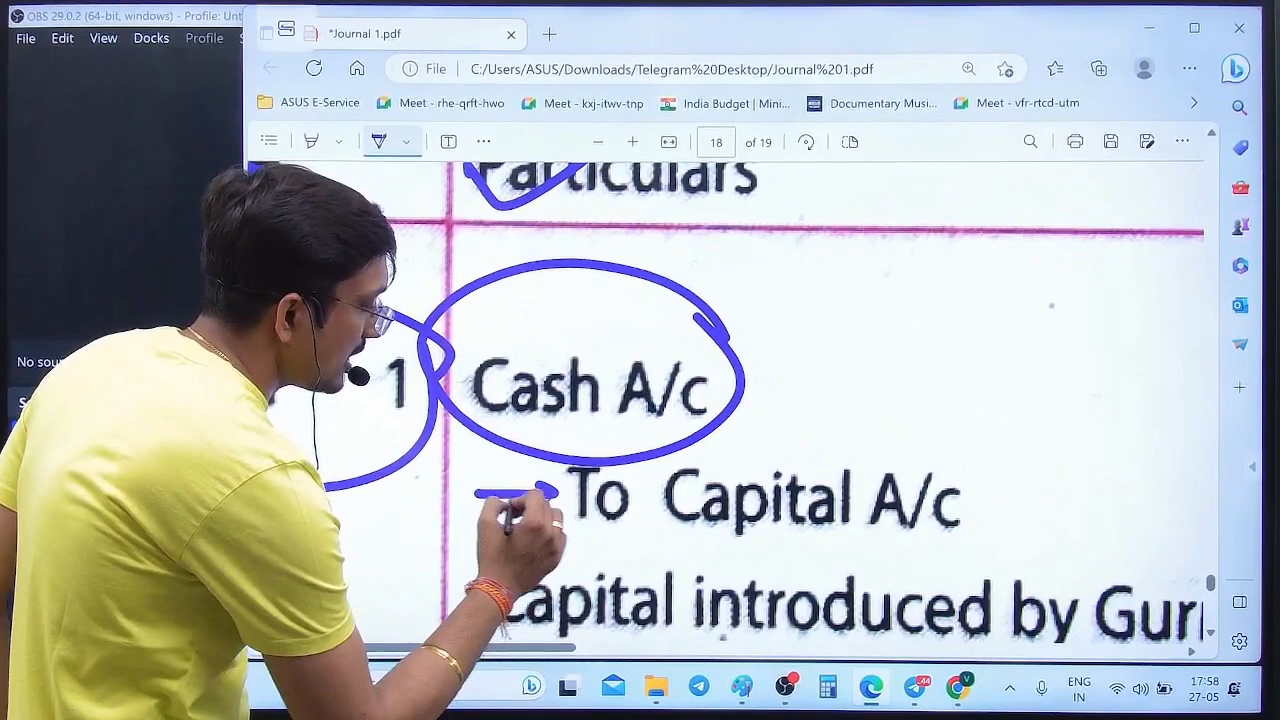 OBS 29.0.2 (64-bit, windows) - Profile: Unt
File Edit View Docks Profile
*Journal 1.pdf
File C:/Users/ASUS/Downloads/Telegram%20Desktop/Journal%201.pdf
ASUS E-Service Meet - rhe-qrft-hwo Meet - kxj-itwv-tnp India Budget | Mini... Documentary Musi... Meet - vfr-rtcd-utm
18 of 19
Particulars
1 Cash A/c
To Capital A/c
Capital introduced by Gur
No sou
44
ENG
IN
17:58
27-05